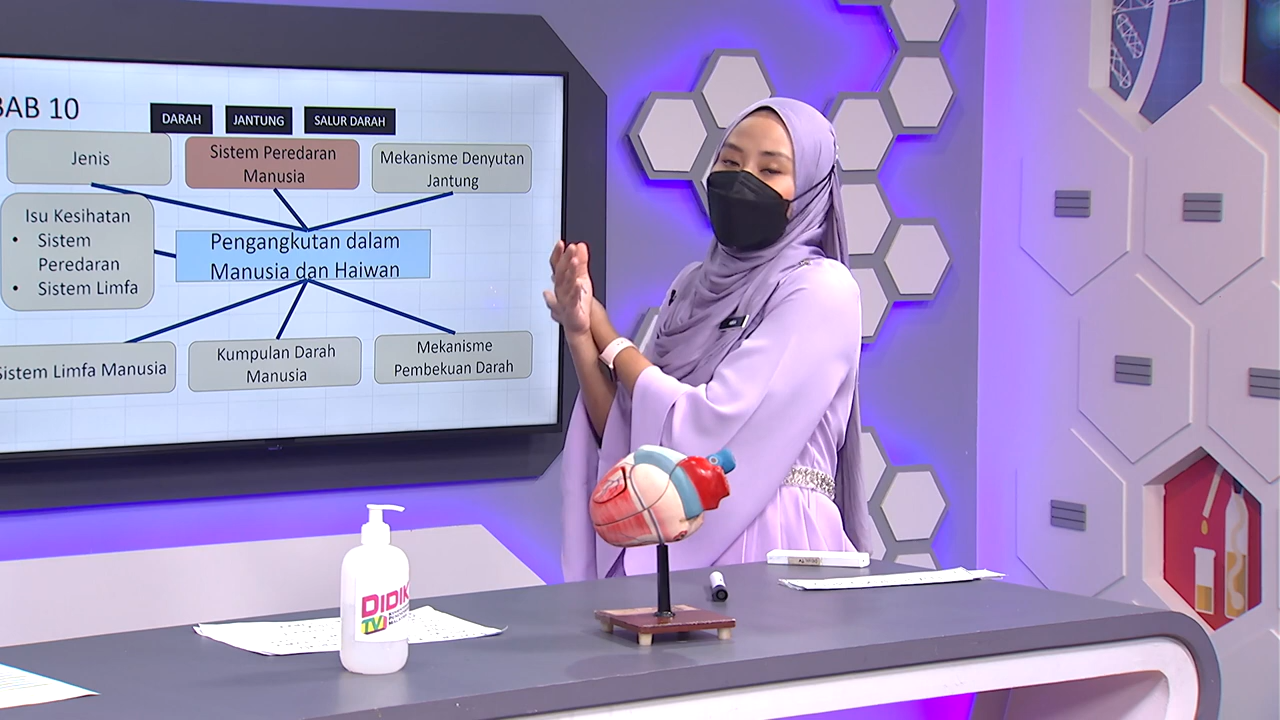 BAB 10
DARAH
JANTUNG
SALUR DARAH
Jenis
Sistem Peredaran
Manusia
Mekanisme Denyutan
Jantung
Isu Kesihatan
• Sistem
Peredaran
• Sistem Limfa
Pengangkutan dalam
Manusia dan Haiwan
Sistem Limfa Manusia
Kumpulan Darah
Manusia
Mekanisme
Pembekuan Darah
DIDIK
TV